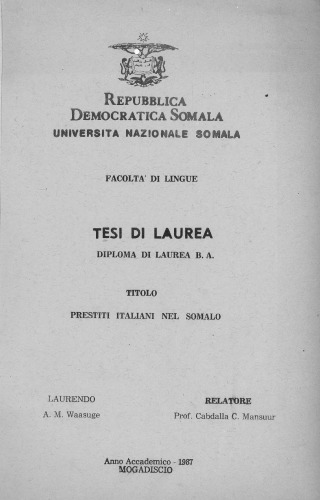 REPUBBLICA
DEMOCRATICA SOMALA
UNIVERSITA NAZIONALE SOMALA
FACOLTA' DI LINGUE
TESI DI LAUREA
DIPLOMA DI LAUREA B. A.
TITOLO
PRESTITI ITALIANI NEL SOMALO
LAURENDO
RELATORE
A. M. Waasuge
Prof. Cabdalla C. Mansuur
Anno Accademico - 1987
MOGADISCIO